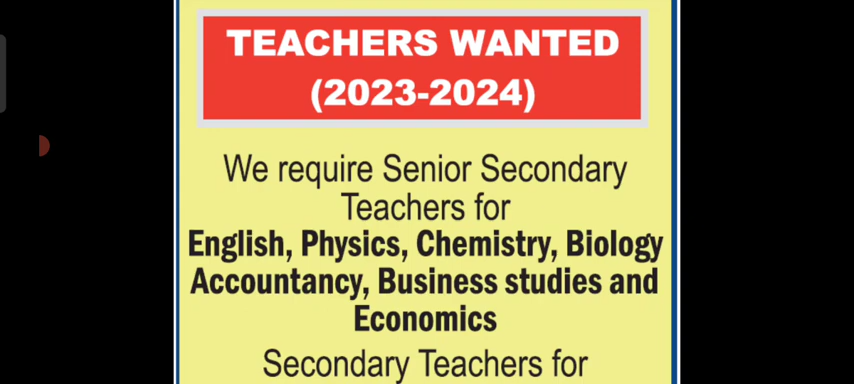 TEACHERS WANTED
(2023-2024)
We require Senior Secondary
Teachers for
English, Physics, Chemistry, Biology
Accountancy, Business studies and
Economics
Secondary Teachers for